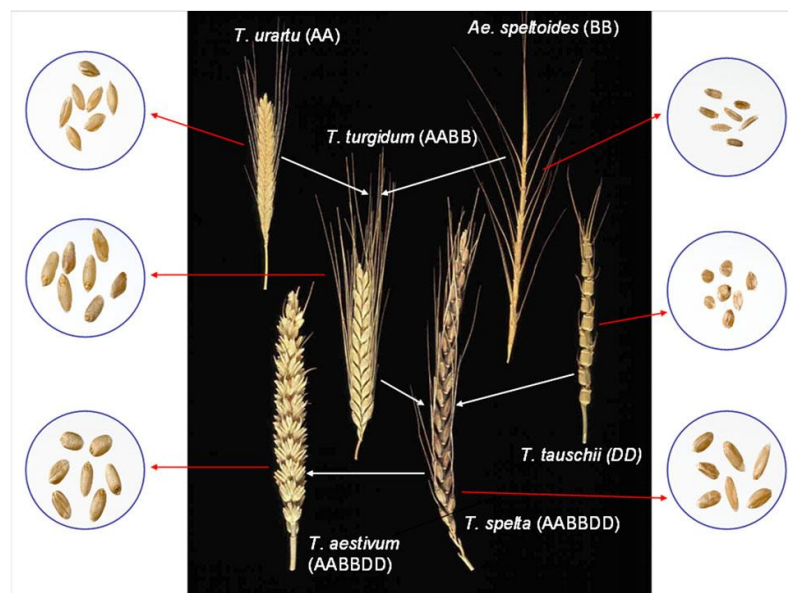 T. urartu (AA)
Ae. speltoides (BB)
T. turgidum (AABB)
T. tauschii (DD)
T. spelta (AABBDD)
T. aestivum
(AABBDD)